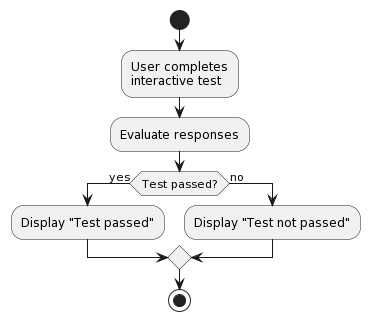 User completes
interactive test
Evaluate responses
yes
Test passed?
no
Display "Test passed"
Display "Test not passed"